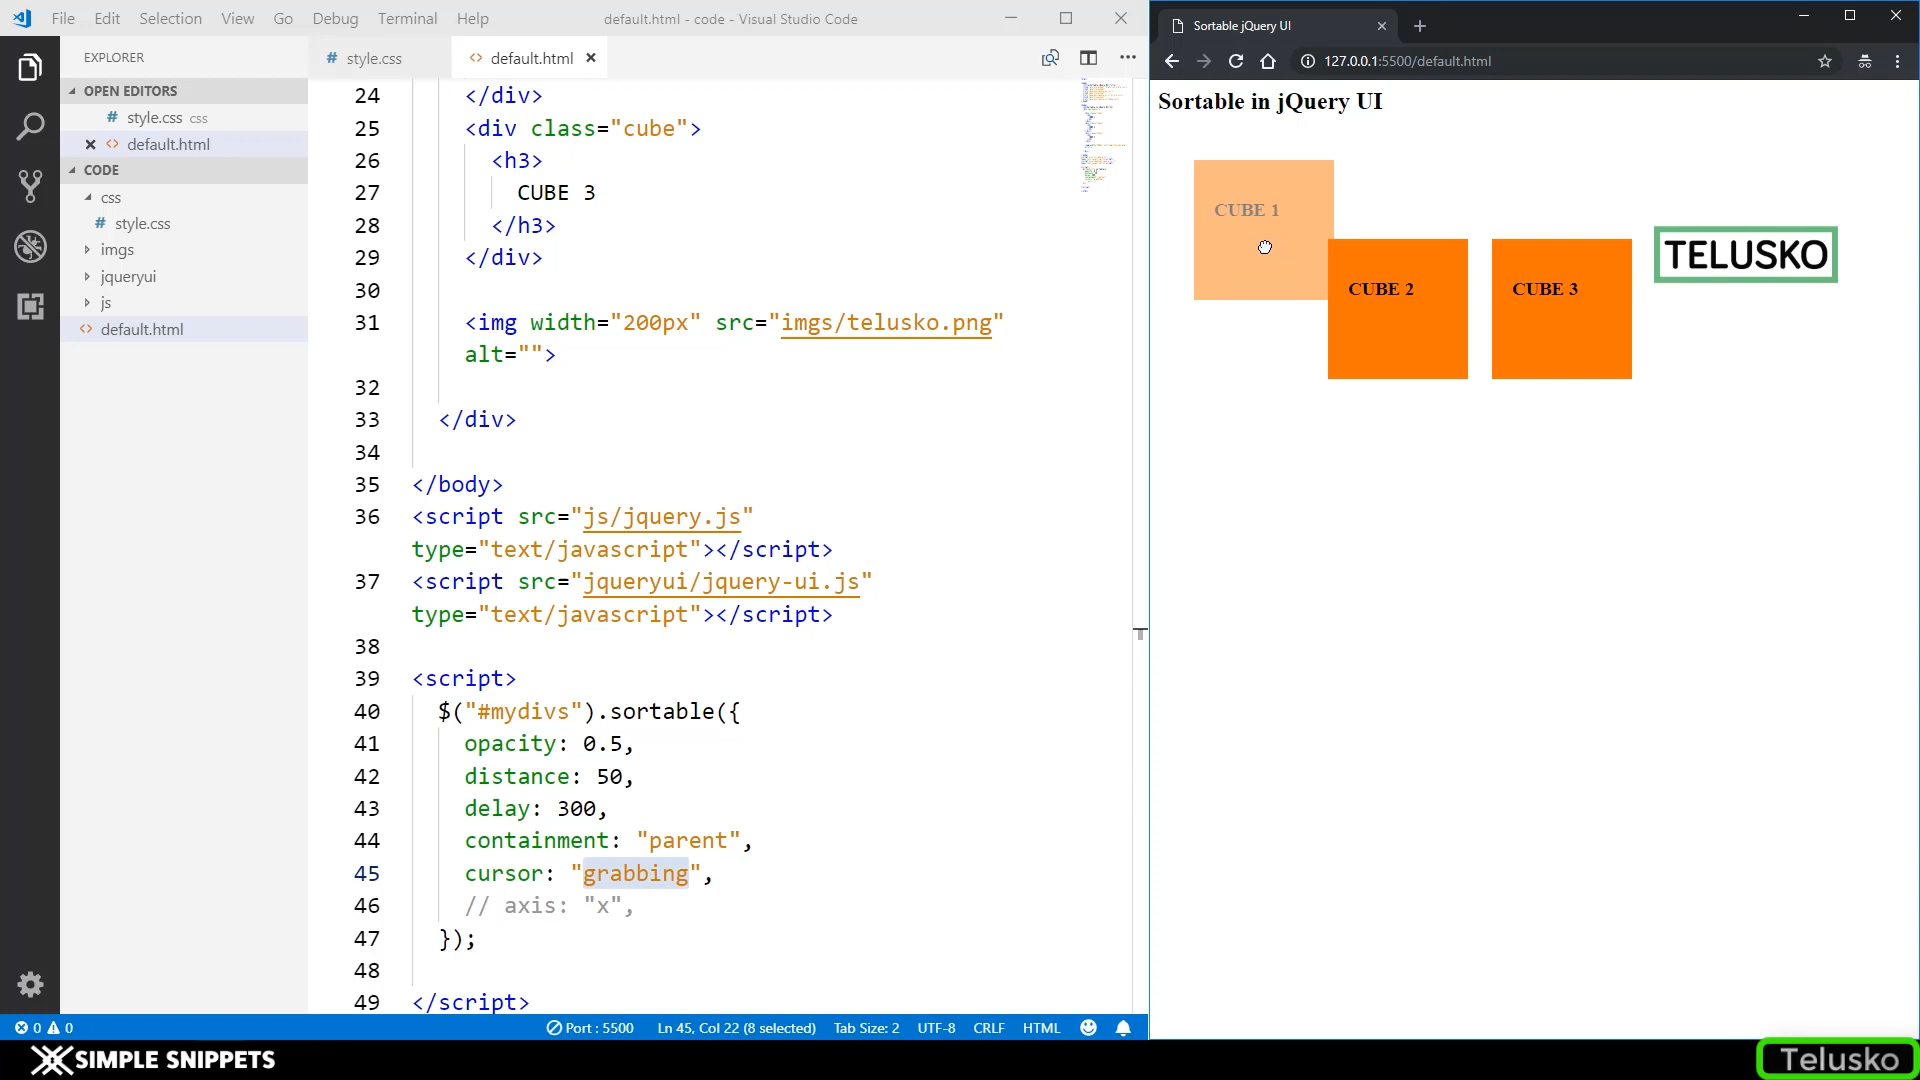 File Edit Selection View Go Debug Terminal Help default.html - code - Visual Studio Code
EXPLORER
OPEN EDITORS
# style.css css
<> default.html
CODE
css
# style.css
imgs
jqueryui
js
<> default.html
# style.css <> default.html
24 </div>
25 <div class="cube">
26 <h3>
27 CUBE 3
28 </h3>
29 </div>
30
31 <img width="200px" src="imgs/telusko.png"
alt="">
32
33 </div>
34
35 </body>
36 <script src="js/jquery.js"
type="text/javascript"></script>
37 <script src="jqueryui/jquery-ui.js"
type="text/javascript"></script>
38
39 <script>
40 $("#mydivs").sortable({
41 opacity: 0.5,
42 distance: 50,
43 delay: 300,
44 containment: "parent",
45 cursor: "grabbing",
46 // axis: "x",
47 });
48
49 </script>
0 0 Port : 5500 Ln 45, Col 22 (8 selected) Tab Size: 2 UTF-8 CRLF HTML
Sortable jQuery UI
127.0.0.1:5500/default.html
Sortable in jQuery UI
CUBE 1
CUBE 2
CUBE 3
TELUSKO
SIMPLE SNIPPETS
Telusko